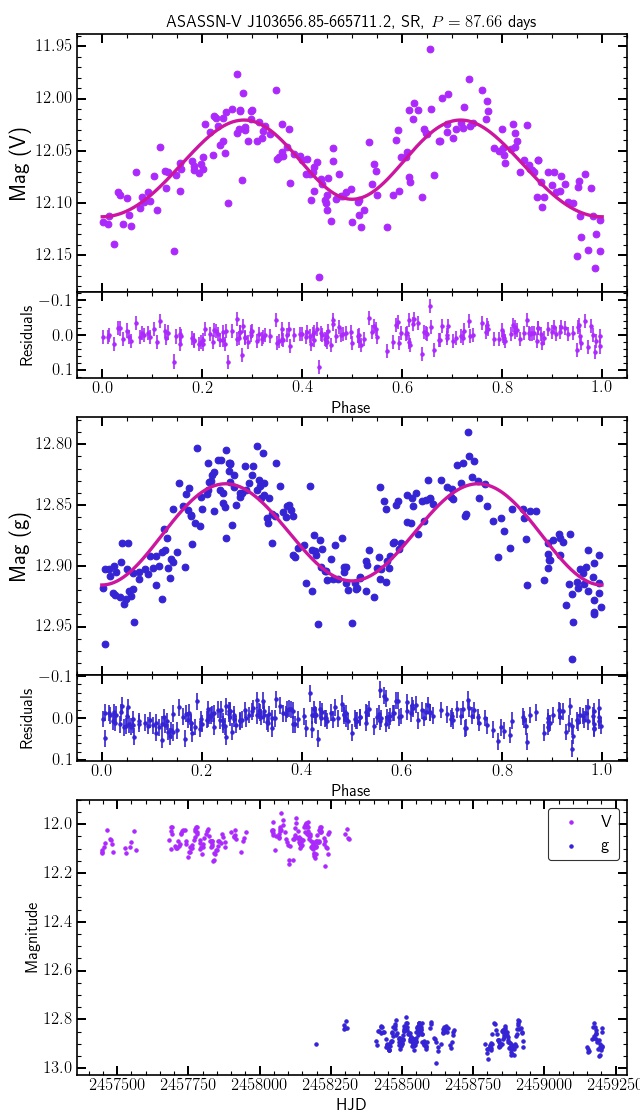 ASASSN-V J103656.85-665711.2, SR, P = 87.66 days
11.95
12.00
12.05
12.10
12.15
Mag (V)
−0.1
0.0
0.1
Residuals
0.0 0.2 0.4 0.6 0.8 1.0
Phase
12.80
12.85
12.90
12.95
Mag (g)
−0.1
0.0
0.1
Residuals
0.0 0.2 0.4 0.6 0.8 1.0
Phase
12.0
12.2
12.4
12.6
12.8
13.0
Magnitude
V
g
2457500 2457750 2458000 2458250 2458500 2458750 2459000 2459250
HJD